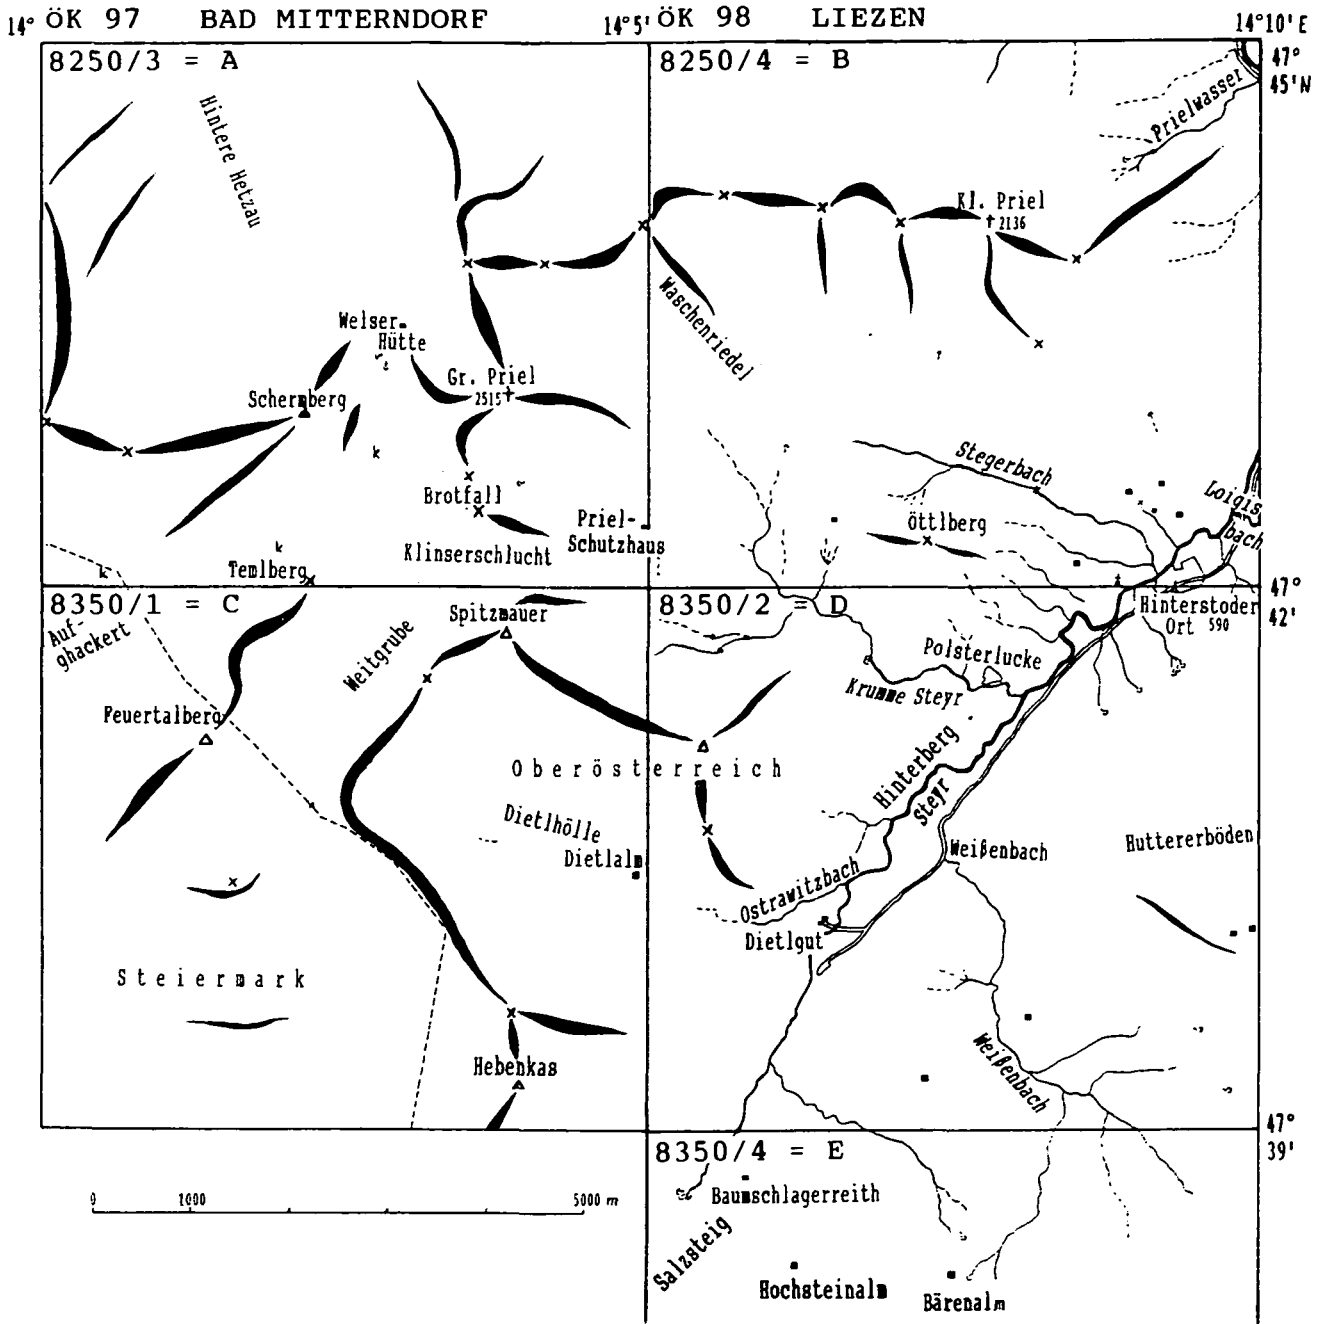 14° ÖK 97 BAD MITTERNDORF 14°5' ÖK 98 LIEZEN 14°10' E
8250/3 = A
8250/4 = B
47°
45'N
Hintere Hetzau
Prielwasser
Kl. Priel
2136
Waschenriedel
Welser-
Hütte
Gr. Priel
2515
Schermberg
k
Brotfall
Priel-
Schutzhaus
Klinserschlucht
k
k
Temlberg
Stegerbach
Öttlberg
Loigis
bach
47°
42'
8350/1 = C
8350/2 = D
Hinterstoder
Ort 590
Auf-
ghackert
Spitzmauer
Weitgrube
Polsterlucke
Krumme Steyr
Feuertalberg
Oberösterreich
Hinterberg
Steyr
Dietlhölle
Dietlalm
Weißenbach
Huttererböden
Ostrawitzbach
Dietlgut
Steiermark
Hebenkas
Weißenbach
47°
39'
8350/4 = E
0 1000 5000 m
Baumschlagerreith
Salzsteig
Hochsteinalm
Bärenalm